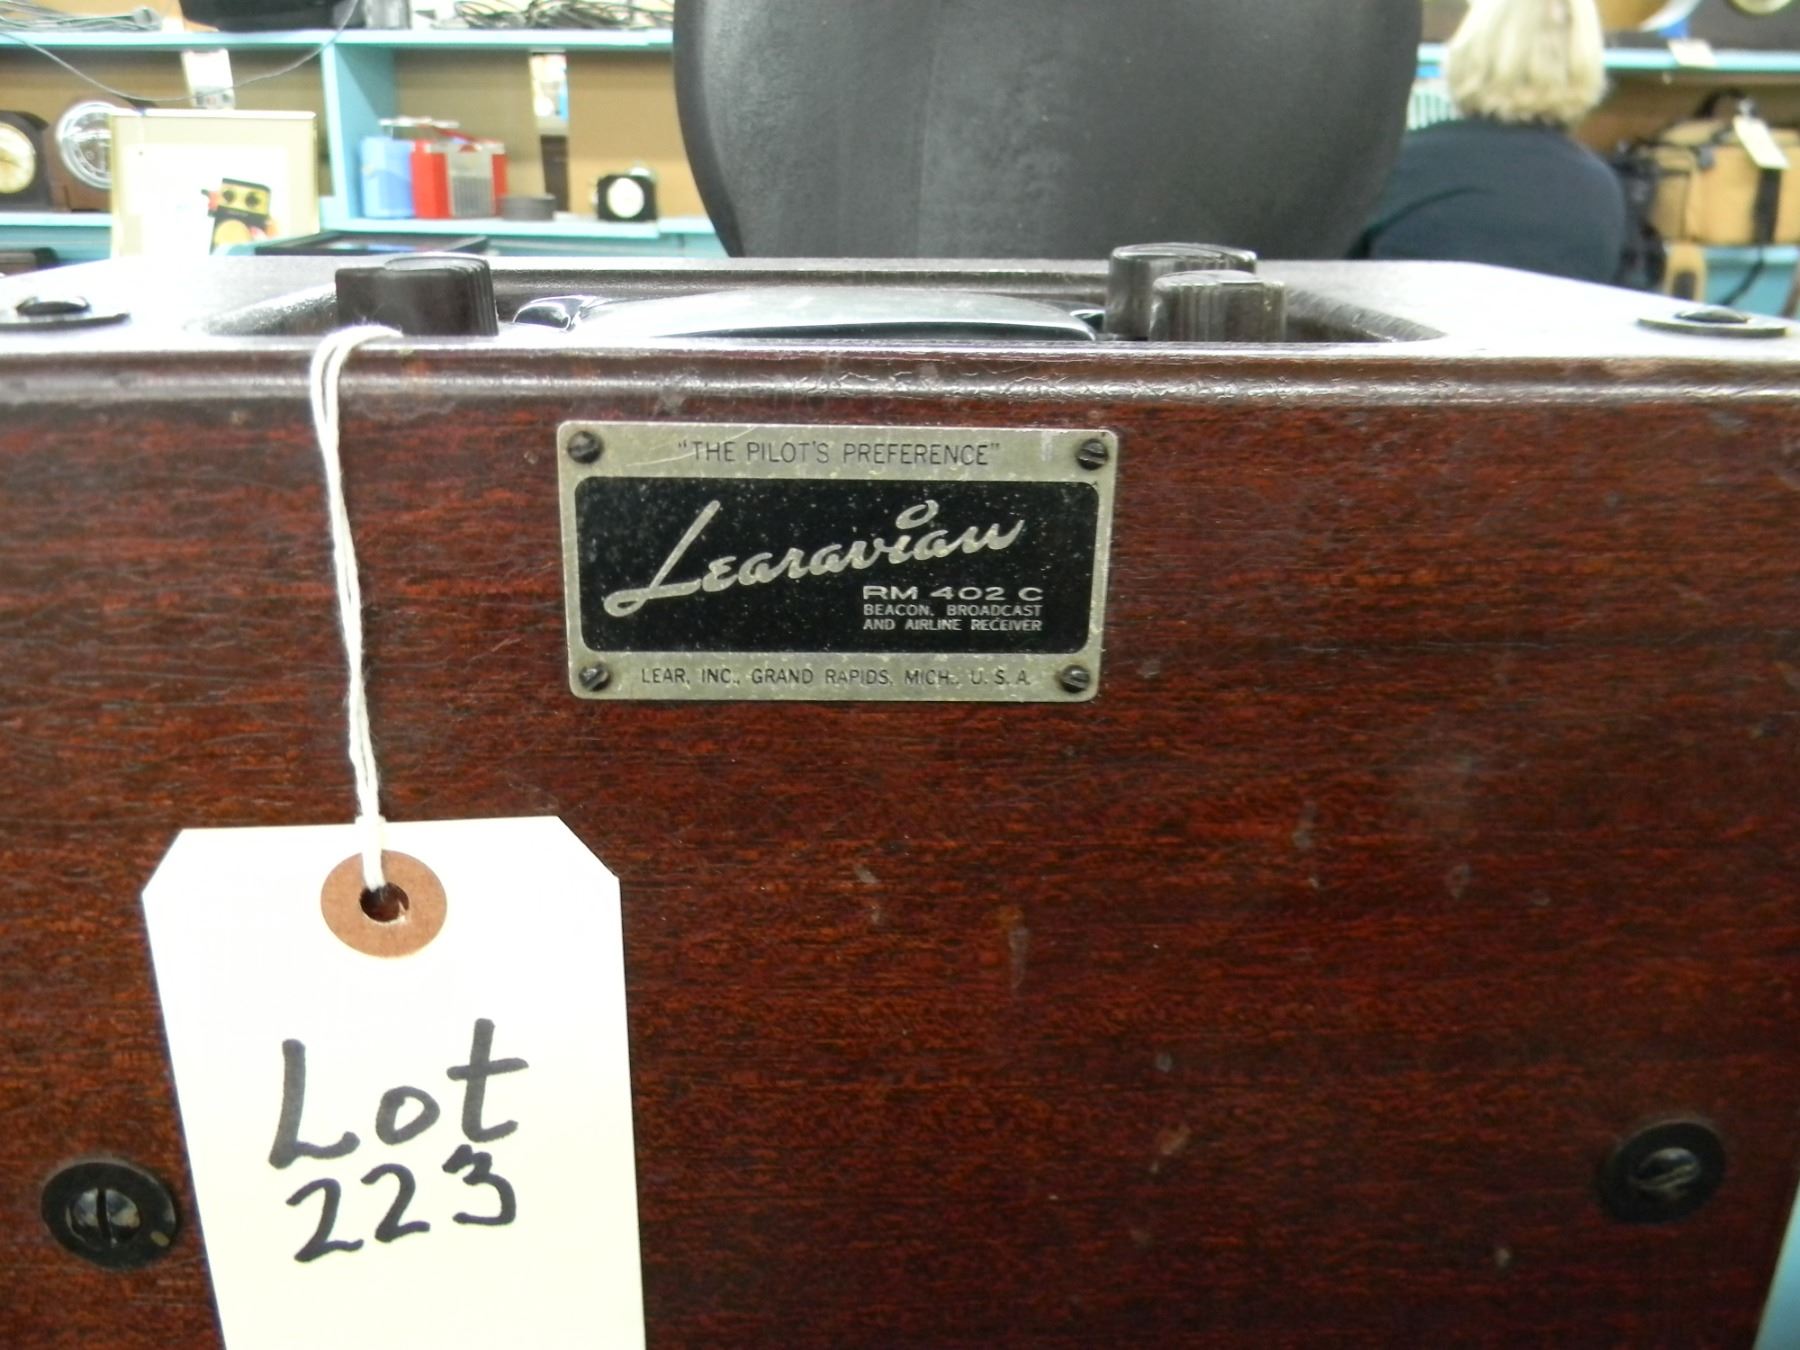 "THE PILOT'S PREFERENCE"
Learavian
RM 402 C
BEACON, BROADCAST
AND AIRLINE RECEIVER
LEAR, INC., GRAND RAPIDS, MICH., U. S. A.
Lot
223